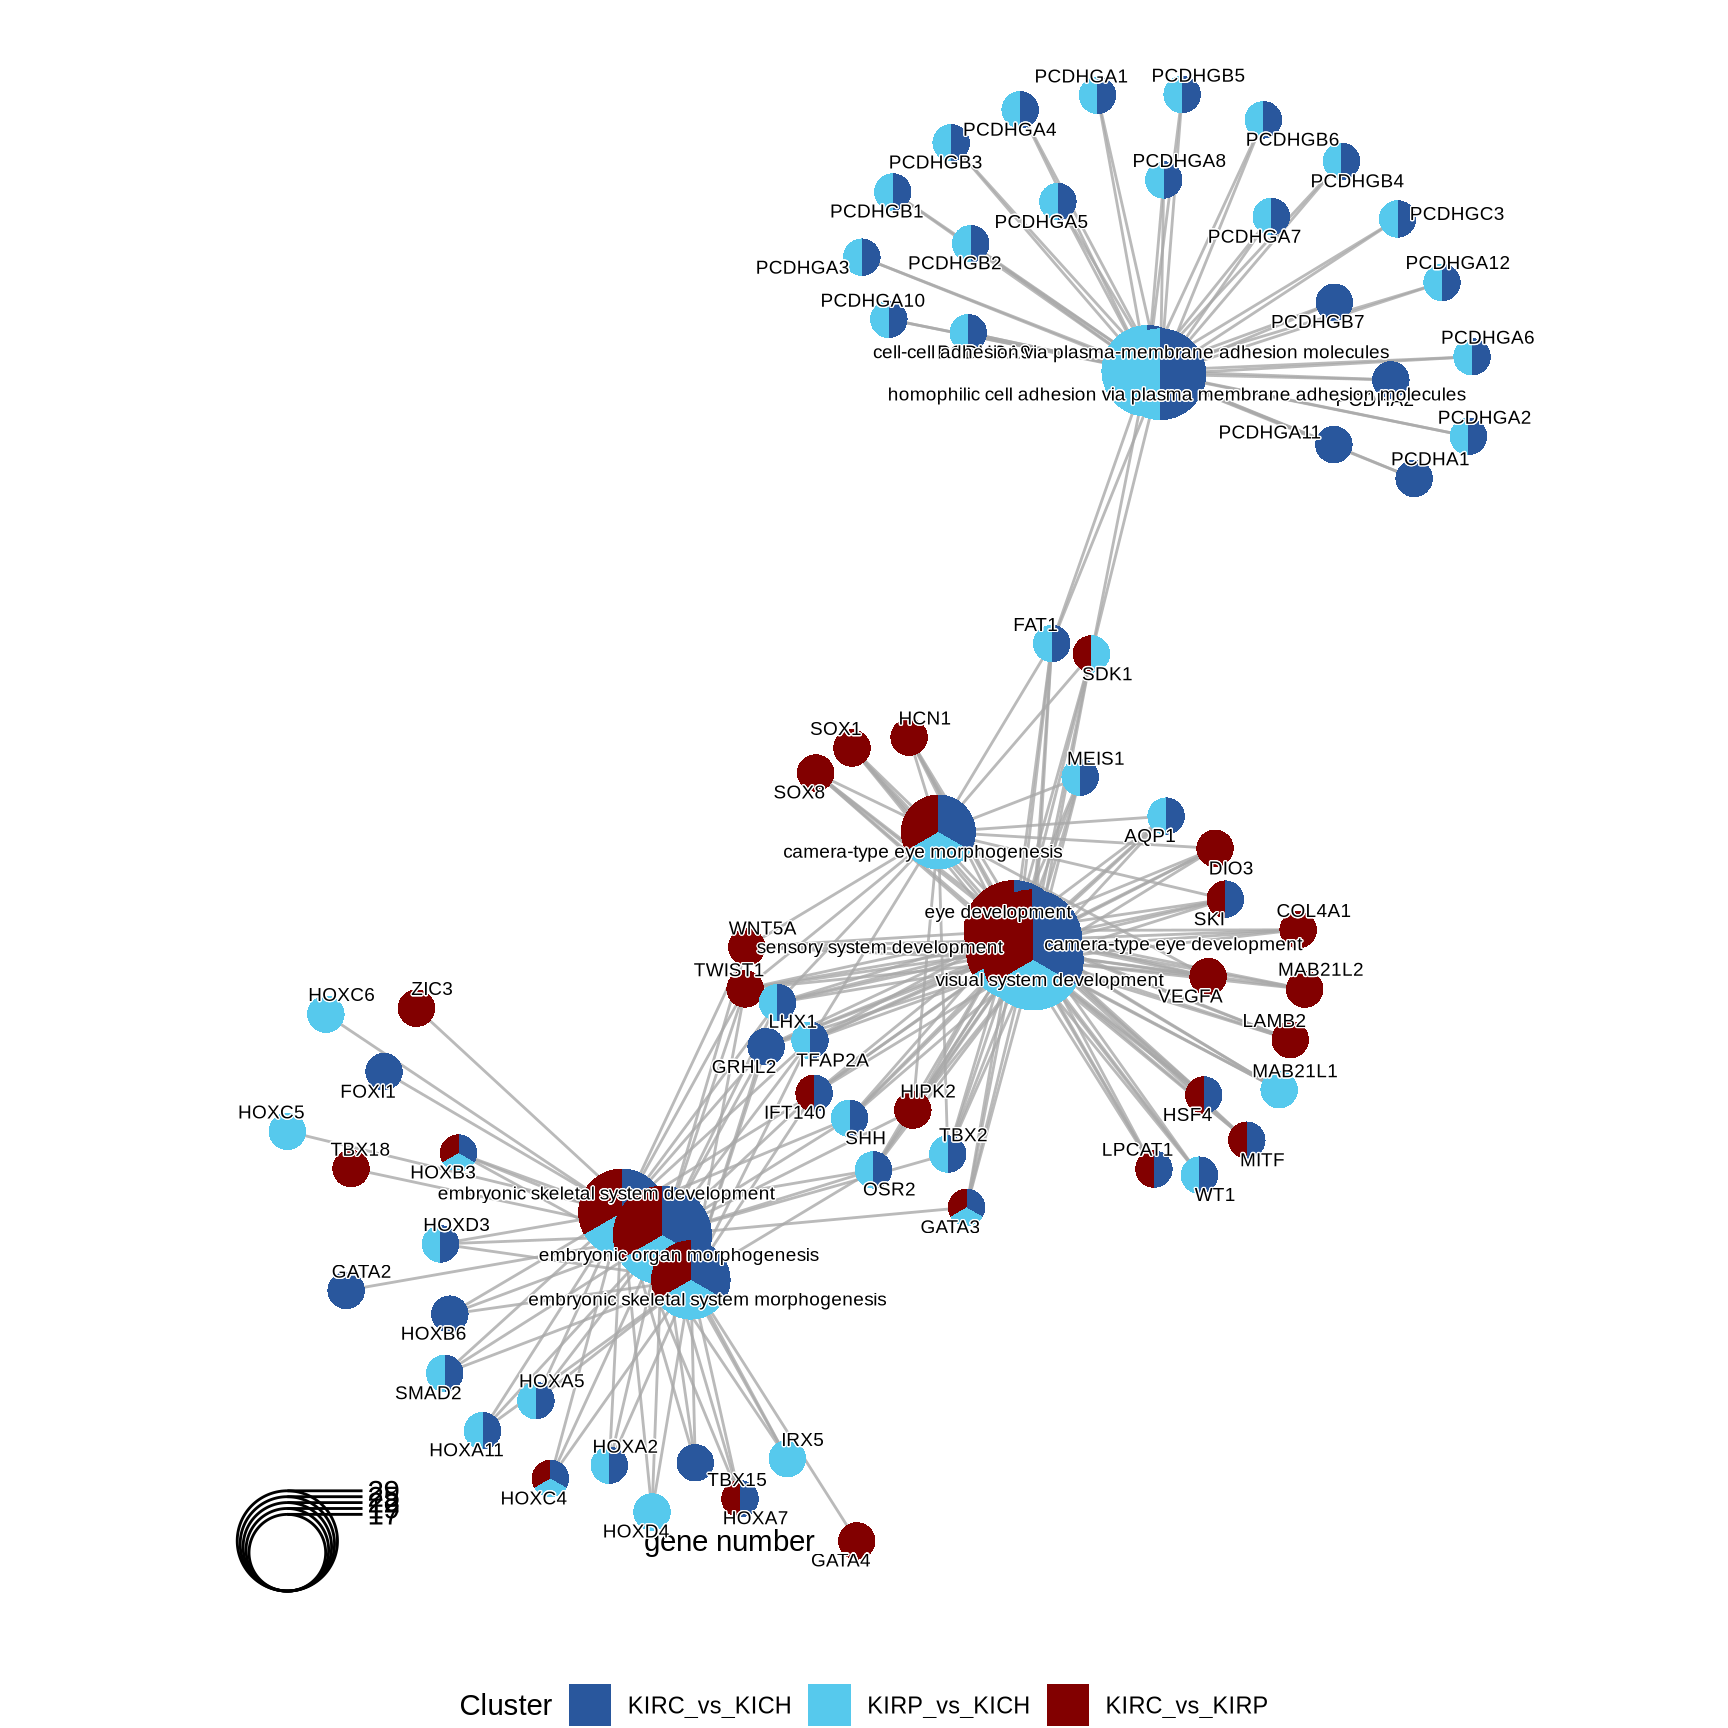 PCDHGA1
PCDHGB5
PCDHGA4
PCDHGB6
PCDHGB3
PCDHGA8
PCDHGB4
PCDHGB1
PCDHGA5
PCDHGC3
PCDHGA7
PCDHGB2
PCDHGA3
PCDHGA12
PCDHGA10
PCDHGB7
PCDHGA6
cell-cell adhesion via plasma-membrane adhesion molecules
homophilic cell adhesion via plasma membrane adhesion molecules
PCDHGA2
PCDHGA11
PCDHA1
FAT1
SDK1
HCN1
SOX1
MEIS1
SOX8
AQP1
camera-type eye morphogenesis
DIO3
eye development
COL4A1
SKI
WNT5A
sensory system development
camera-type eye development
TWIST1
MAB21L2
visual system development
ZIC3
HOXC6
VEGFA
LHX1
LAMB2
TFAP2A
GRHL2
MAB21L1
FOXI1
HIPK2
HOXC5
IFT140
HSF4
SHH
TBX2
TBX18
LPCAT1
MITF
HOXB3
OSR2
WT1
embryonic skeletal system development
HOXD3
GATA3
embryonic organ morphogenesis
GATA2
embryonic skeletal system morphogenesis
HOXB6
HOXA5
SMAD2
IRX5
HOXA2
HOXA11
TBX15
HOXC4
HOXA7
HOXD4
gene number
GATA4
17
Cluster
KIRC_vs_KICH
KIRP_vs_KICH
KIRC_vs_KIRP